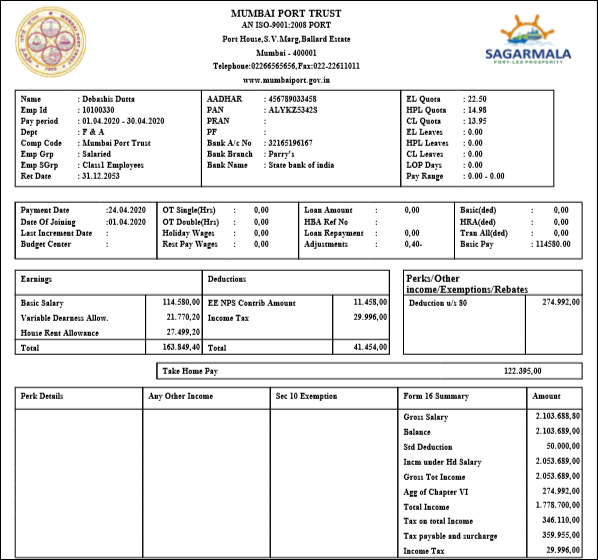 MUMBAI PORT TRUST
AN ISO-9001:2008 PORT
Port House,S.V.Marg,Ballard Estate
Mumbai - 400001
Telephone:02266565656,Fax:022-22611011
www.mumbaiport.gov.in
SAGARMALA
PORT-LED PROSPERITY
Name : Debashis Dutta AADHAR : 456789033458 EL Quota : 22.50
Emp Id : 10100330 PAN : ALYKZ5342S HPL Quota : 14.98
Pay period : 01.04.2020 - 30.04.2020 PRAN : CL Quota : 13.95
Dept : F & A PF : EL Leaves : 0.00
Comp Code : Mumbai Port Trust Bank A/c No : 32165196167 HPL Leaves : 0.00
Emp Grp : Salaried Bank Branch : Parry's CL Leaves : 0.00
Emp SGrp : Class1 Employees Bank Name : State bank of india LOP Days : 0.00
Ret Date : 31.12.2053 Pay Range : 0.00 - 0.00
Payment Date :24.04.2020 OT Single(Hrs) : 0,00 Loan Amount : 0,00 Basic(ded) : 0,00
Date Of Joining :01.04.2020 OT Double(Hrs) : 0,00 HBA Ref No : HRA(ded) : 0,00
Last Increment Date : Holiday Wages : 0,00 Loan Repayment : 0,00 Tran All(ded) : 0,00
Budget Center : Rest Pay Wages : 0,00 Adjustments : 0,40- Basic Pay : 114580.00
Earnings Deductions Perks/Other
income/Exemptions/Rebates
Basic Salary 114.580,00 EE NPS Contrib Amount 11.458,00 Deduction u/s 80 274.992,00
Variable Dearness Allow. 21.770,20 Income Tax 29.996,00
House Rent Allowance 27.499,20
Total 163.849,40 Total 41.454,00
Take Home Pay 122.395,00
Perk Details Any Other Income Sec 10 Exemption Form 16 Summary Amount
Gross Salary 2.103.688,80
Balance 2.103.689,00
Std Deduction 50.000,00
Incm under Hd Salary 2.053.689,00
Gross Tot Income 2.053.689,00
Agg of Chapter VI 274.992,00
Total Income 1.778.700,00
Tax on total Income 346.110,00
Tax payable and surcharge 359.955,00
Income Tax 29.996,00